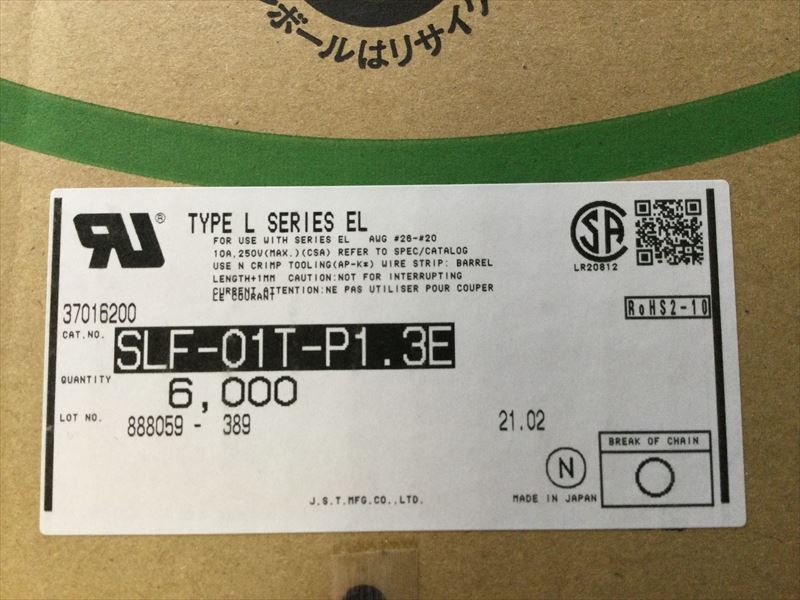 ボールはリサイ
RU ®
TYPE L SERIES EL
FOR USE WITH SERIES EL AWG #26-#20
10A,250V(MAX.)(CSA) REFER TO SPEC/CATALOG
USE N CRIMP TOOLING(AP-K*) WIRE STRIP: BARREL
LENGTH+1MM CAUTION:NOT FOR INTERRUPTING
CURRENT.ATTENTION:NE PAS UTILISER POUR COUPER
LE COURANT
SA
LR20812
RoHS2-10
37016200
CAT.NO. SLF-01T-P1.3E
QUANTITY 6,000
LOT NO. 888059 - 389
21.02
N
MADE IN JAPAN
BREAK OF CHAIN
J.S.T.MFG.CO.,LTD.